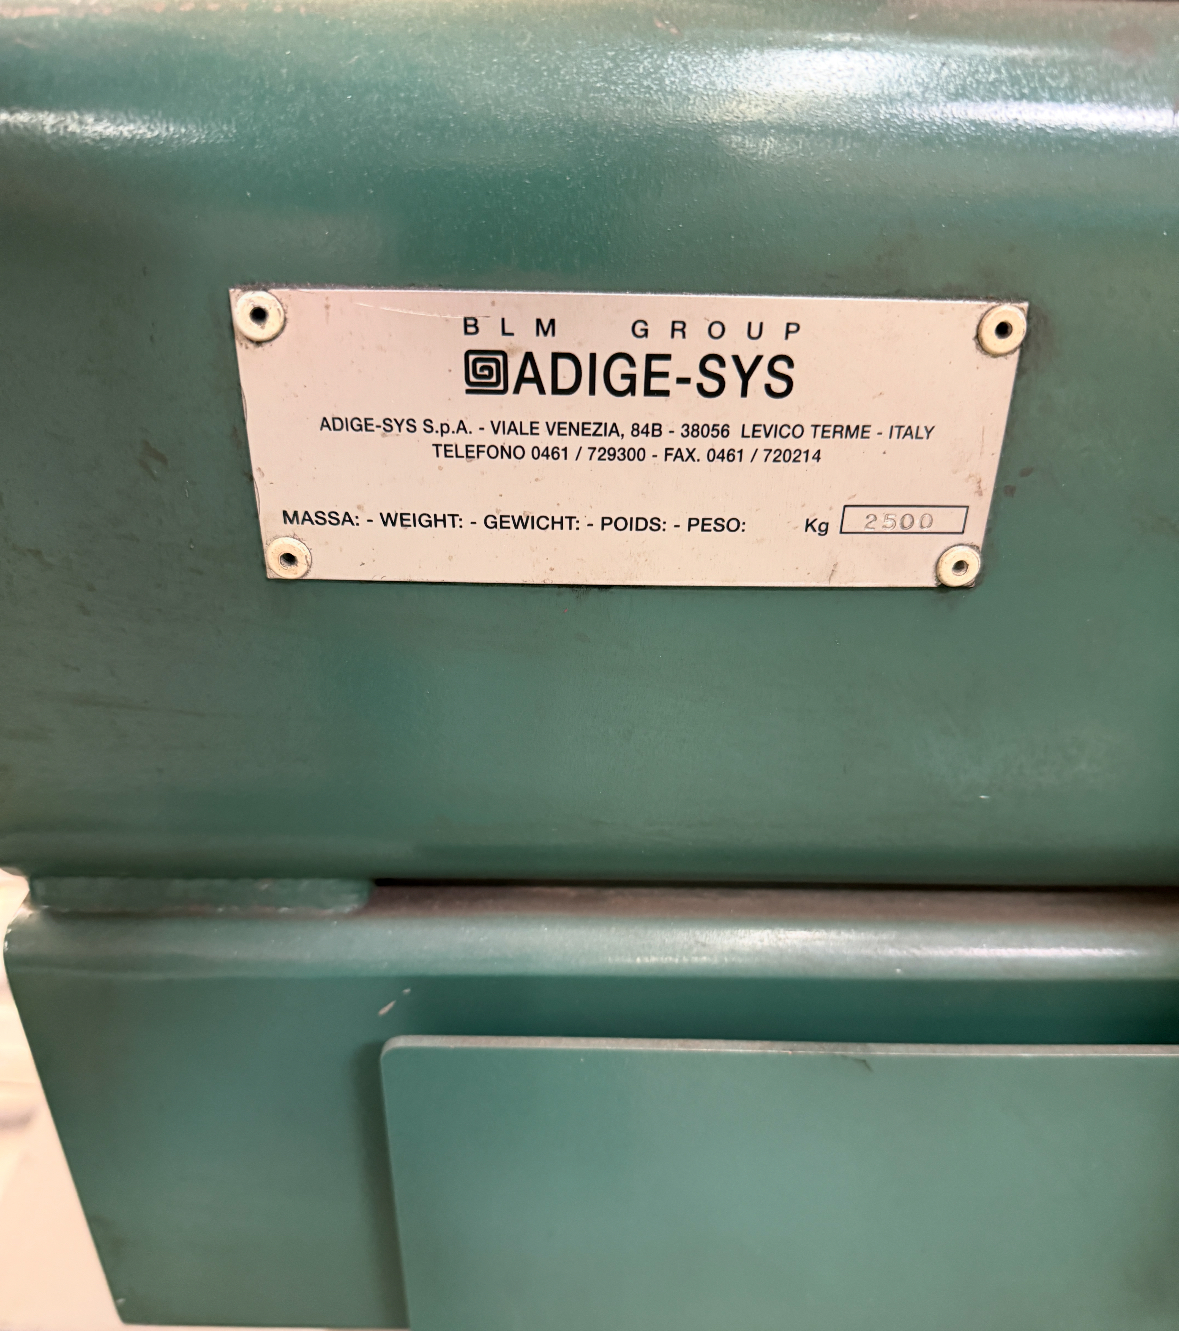 BLM GROUP
ADIGE-SYS
ADIGE-SYS S.p.A. - VIALE VENEZIA, 84B - 38056 LEVICO TERME - ITALY
TELEFONO 0461 / 729300 - FAX. 0461 / 720214
MASSA: - WEIGHT: - GEWICHT: - POIDS: - PESO: Kg 2500